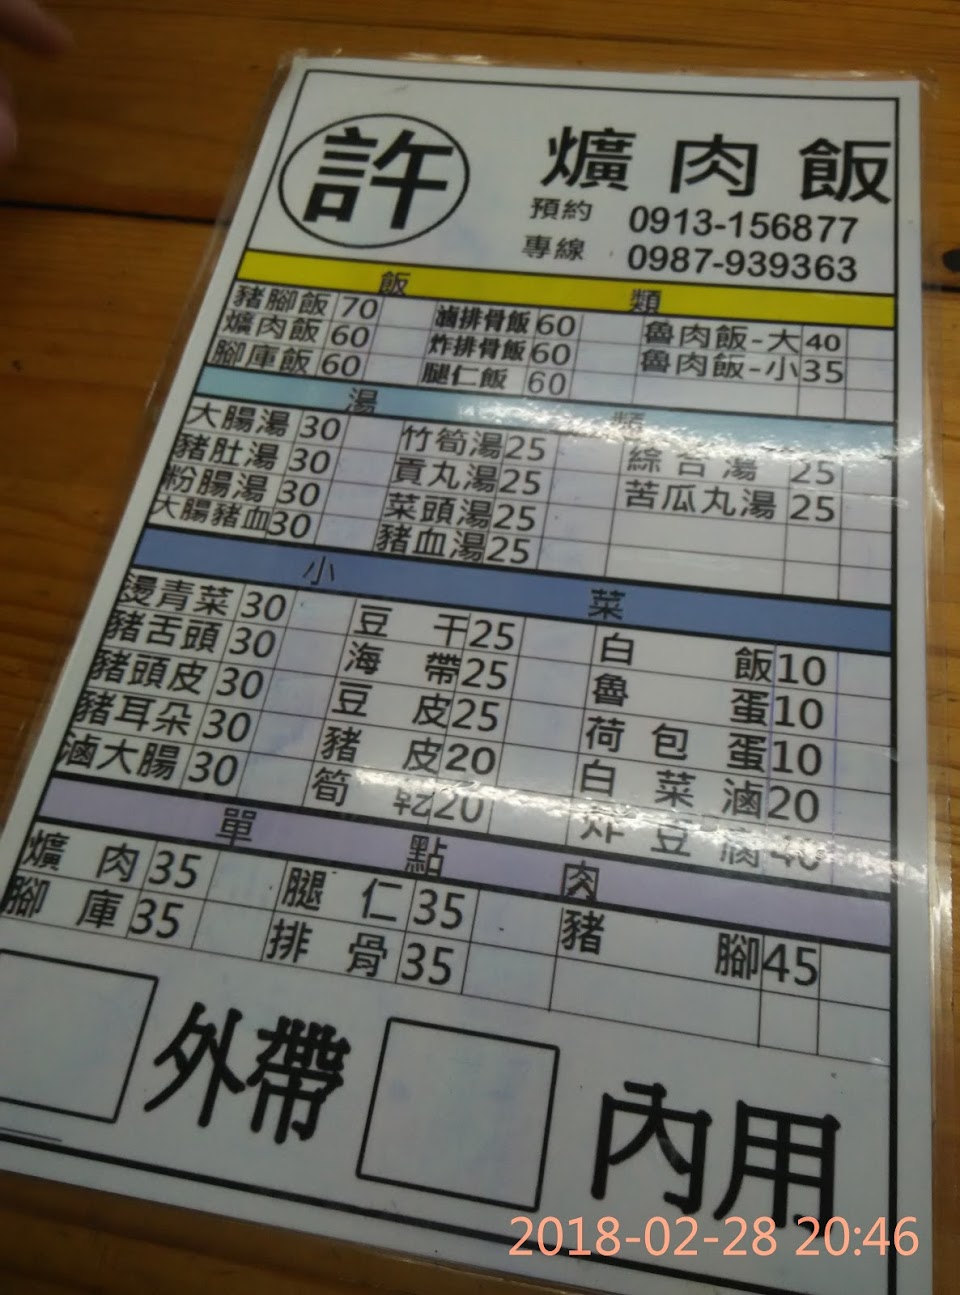 許 爌肉飯
預約 0913-156877
專線 0987-939363
飯類
豬腳飯 70 滷排骨飯 60 魯肉飯-大 40
爌肉飯 60 炸排骨飯 60 魯肉飯-小 35
腳庫飯 60 腿仁飯 60
湯類
大腸湯 30 竹筍湯 25 綜合湯 25
豬肚湯 30 貢丸湯 25 苦瓜丸湯 25
粉腸湯 30 菜頭湯 25
大腸豬血 30 豬血湯 25
小菜
燙青菜 30 豆干 25 白飯 10
豬舌頭 30 海帶 25 魯蛋 10
豬頭皮 30 豆皮 25 荷包蛋 10
豬耳朵 30 豬皮 20 白菜滷 20
滷大腸 30 筍乾 20 炸豆腐 40
單點肉
爌肉 35 腿仁 35 豬腳 45
腳庫 35 排骨 35
外帶 內用
2018-02-28 20:46